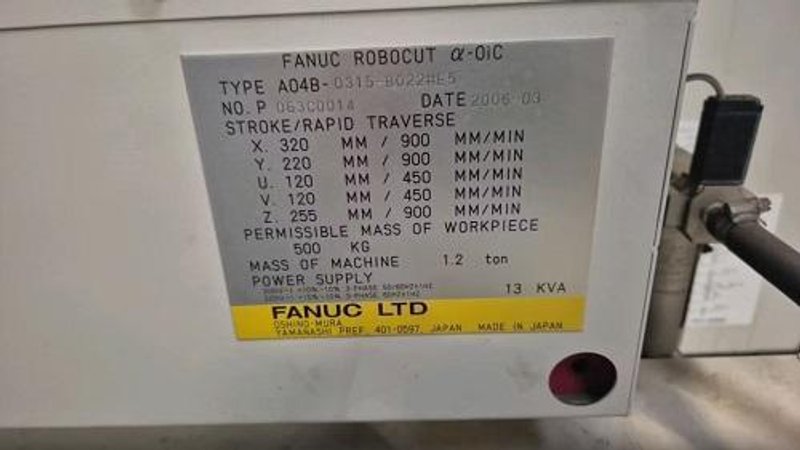 FANUC ROBOCUT α-0iC
TYPE A04B-0315-B022#E5
NO. P 063C0014 DATE 2006 03
STROKE/RAPID TRAVERSE
X. 320 MM / 900 MM/MIN
Y. 220 MM / 900 MM/MIN
U. 120 MM / 450 MM/MIN
V. 120 MM / 450 MM/MIN
Z. 255 MM / 900 MM/MIN
PERMISSIBLE MASS OF WORKPIECE
500 KG
MASS OF MACHINE 1.2 ton
POWER SUPPLY
13 KVA
FANUC LTD
OSHINO-MURA
YAMANASHI PREF. 401-0597, JAPAN MADE IN JAPAN